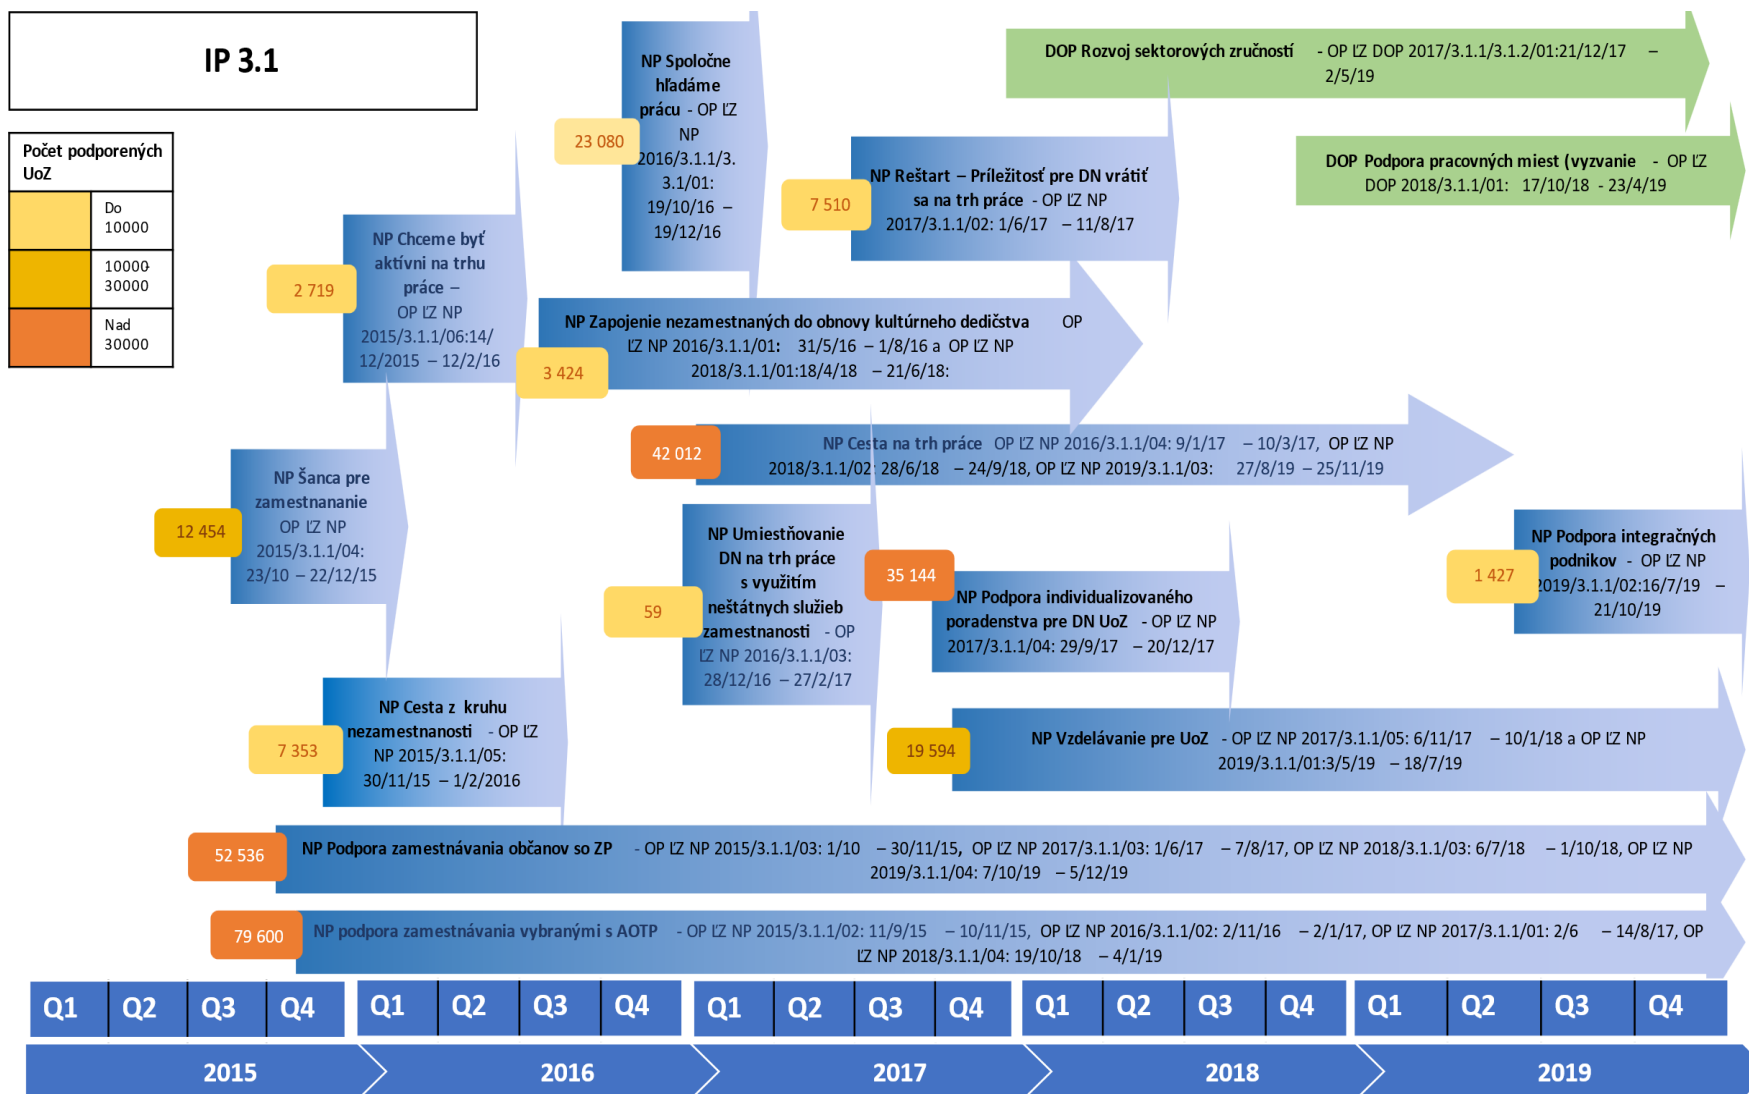 IP 3.1
Počet podporených
UoZ
Do
10000
10000-
30000
Nad
30000
DOP Rozvoj sektorových zručností - OP ĽZ DOP 2017/3.1.1/3.1.2/01:21/12/17 –
2/5/19
DOP Podpora pracovných miest (vyzvanie - OP ĽZ
DOP 2018/3.1.1/01: 17/10/18 - 23/4/19
23 080
NP Spoločne
hľadáme
prácu - OP ĽZ
NP
2016/3.1.1/3.
3.1/01:
19/10/16 –
19/12/16
7 510
NP Reštart – Príležitosť pre DN vrátiť
sa na trh práce - OP ĽZ NP
2017/3.1.1/02: 1/6/17 – 11/8/17
2 719
NP Chceme byť
aktívni na trhu
práce –
OP ĽZ NP
2015/3.1.1/06:14/
12/2015 – 12/2/16
3 424
NP Zapojenie nezamestnaných do obnovy kultúrneho dedičstva OP
ĽZ NP 2016/3.1.1/01: 31/5/16 – 1/8/16 a OP ĽZ NP
2018/3.1.1/01:18/4/18 – 21/6/18:
42 012
NP Cesta na trh práce OP ĽZ NP 2016/3.1.1/04: 9/1/17 – 10/3/17, OP ĽZ NP
2018/3.1.1/02: 28/6/18 – 24/9/18, OP ĽZ NP 2019/3.1.1/03: 27/8/19 – 25/11/19
12 454
NP Šanca pre
zamestnananie
OP ĽZ NP
2015/3.1.1/04:
23/10 – 22/12/15
59
NP Umiestňovanie
DN na trh práce
s využitím
neštátnych služieb
zamestnanosti - OP
ĽZ NP 2016/3.1.1/03:
28/12/16 – 27/2/17
35 144
NP Podpora individualizovaného
poradenstva pre DN UoZ - OP ĽZ NP
2017/3.1.1/04: 29/9/17 – 20/12/17
1 427
NP Podpora integračných
podnikov - OP ĽZ NP
2019/3.1.1/02:16/7/19 –
21/10/19
7 353
NP Cesta z kruhu
nezamestnanosti - OP ĽZ
NP 2015/3.1.1/05:
30/11/15 – 1/2/2016
19 594
NP Vzdelávanie pre UoZ - OP ĽZ NP 2017/3.1.1/05: 6/11/17 – 10/1/18 a OP ĽZ NP
2019/3.1.1/01:3/5/19 – 18/7/19
52 536
NP Podpora zamestnávania občanov so ZP - OP ĽZ NP 2015/3.1.1/03: 1/10 – 30/11/15, OP ĽZ NP 2017/3.1.1/03: 1/6/17 – 7/8/17, OP ĽZ NP 2018/3.1.1/03: 6/7/18 – 1/10/18, OP ĽZ NP
2019/3.1.1/04: 7/10/19 – 5/12/19
79 600
NP podpora zamestnávania vybranými s AOTP - OP ĽZ NP 2015/3.1.1/02: 11/9/15 – 10/11/15, OP ĽZ NP 2016/3.1.1/02: 2/11/16 – 2/1/17, OP ĽZ NP 2017/3.1.1/01: 2/6 – 14/8/17, OP
ĽZ NP 2018/3.1.1/04: 19/10/18 – 4/1/19
Q1 Q2 Q3 Q4 Q1 Q2 Q3 Q4 Q1 Q2 Q3 Q4 Q1 Q2 Q3 Q4 Q1 Q2 Q3 Q4
2015 2016 2017 2018 2019